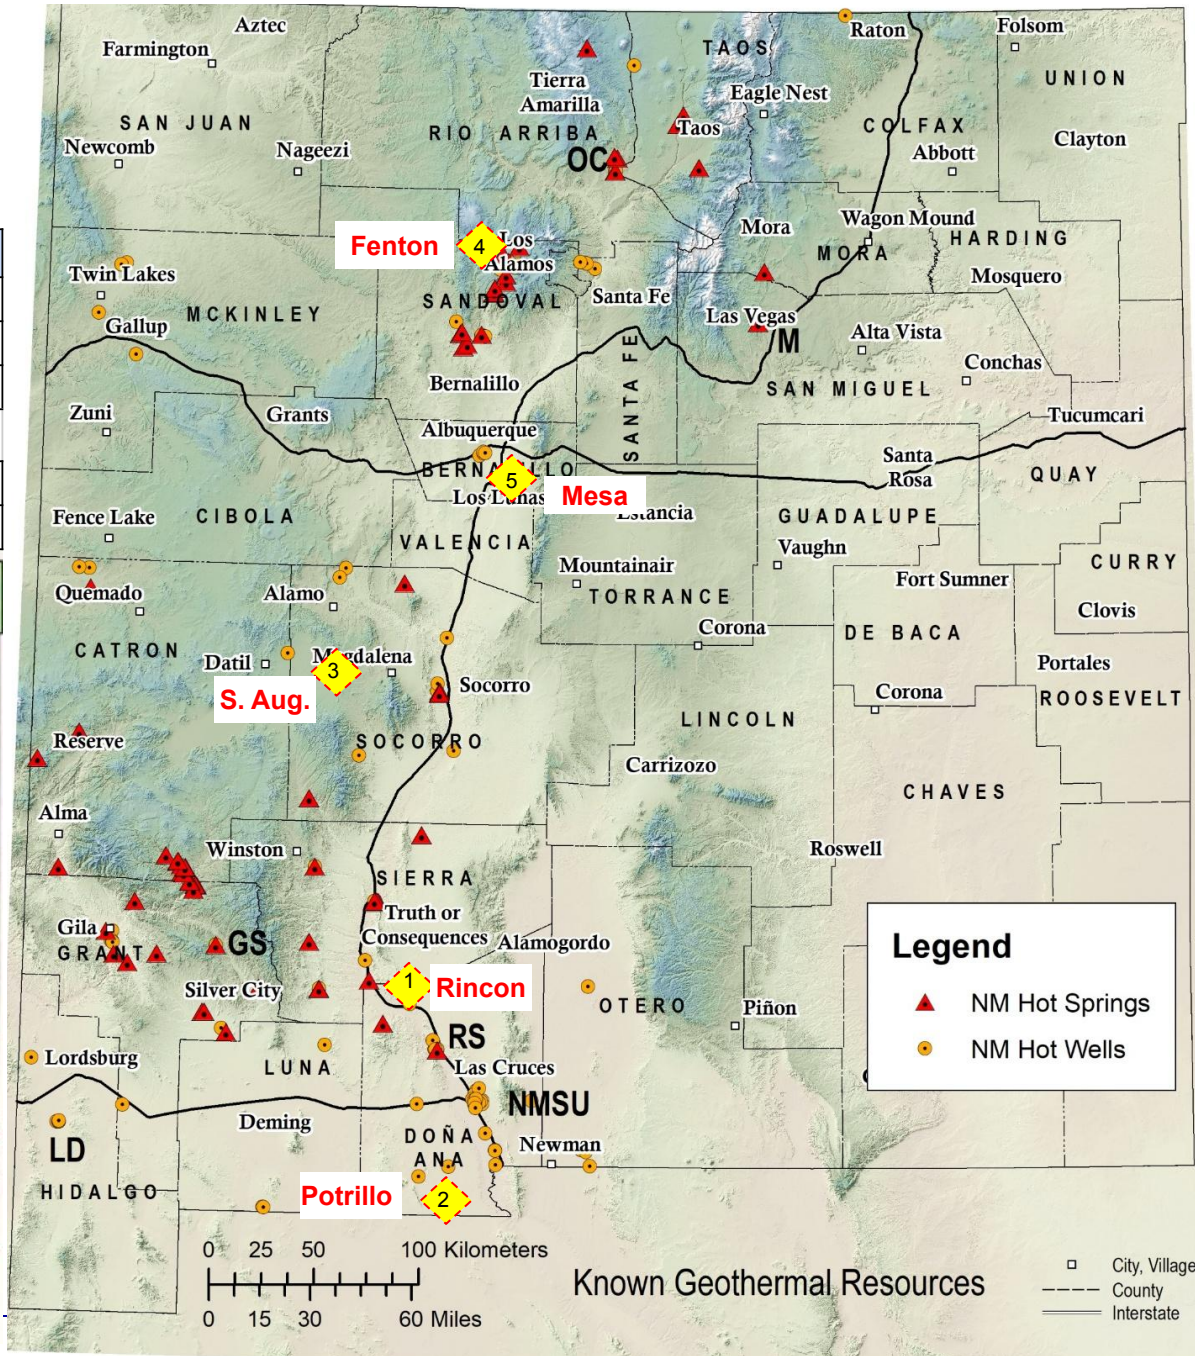 Aztec
Raton
Folsom
Farmington
TAOS
Tierra
Amarilla
UNION
Eagle Nest
SAN JUAN
RIO ARRIBA
Taos
COLFAX
Newcomb
Nageezi
OC
Abbott
Clayton
Mora
Wagon Mound
Fenton
4
Los
Alamos
MORA
HARDING
Twin Lakes
Mosquero
SANDOVAL
Santa Fe
MCKINLEY
Las Vegas
Gallup
M
Alta Vista
SANTA FE
Conchas
Bernalillo
SAN MIGUEL
Zuni
Grants
Tucumcari
Albuquerque
Santa
Rosa
BERNALILLO
QUAY
5
Mesa
Los Lunas
Estancia
Fence Lake
CIBOLA
GUADALUPE
VALENCIA
Vaughn
CURRY
Mountainair
Quemado
Alamo
Fort Sumner
TORRANCE
Clovis
Corona
DE BACA
CATRON
Datil
Magdalena
3
Portales
S. Aug.
Socorro
Corona
ROOSEVELT
LINCOLN
Reserve
SOCORRO
Carrizozo
CHAVES
Alma
Winston
Roswell
SIERRA
Truth or
Consequences
Gila
GS
Alamogordo
GRANT
Legend
NM Hot Springs
NM Hot Wells
1
Rincon
Silver City
OTERO
Piñon
RS
Lordsburg
LUNA
Las Cruces
NMSU
Deming
DOÑA
ANA
Newman
LD
HIDALGO
Potrillo
2
0 25 50 100 Kilometers
0 15 30 60 Miles
Known Geothermal Resources
City, Village
County
Interstate